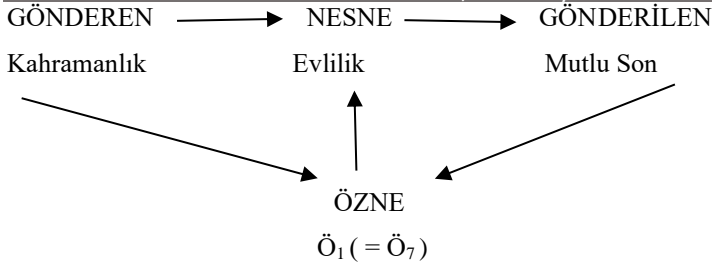 GÖNDEREN NESNE GÖNDERİLEN
Kahramanlık Evlilik Mutlu Son
ÖZNE
Ö₁ ( = Ö₇ )